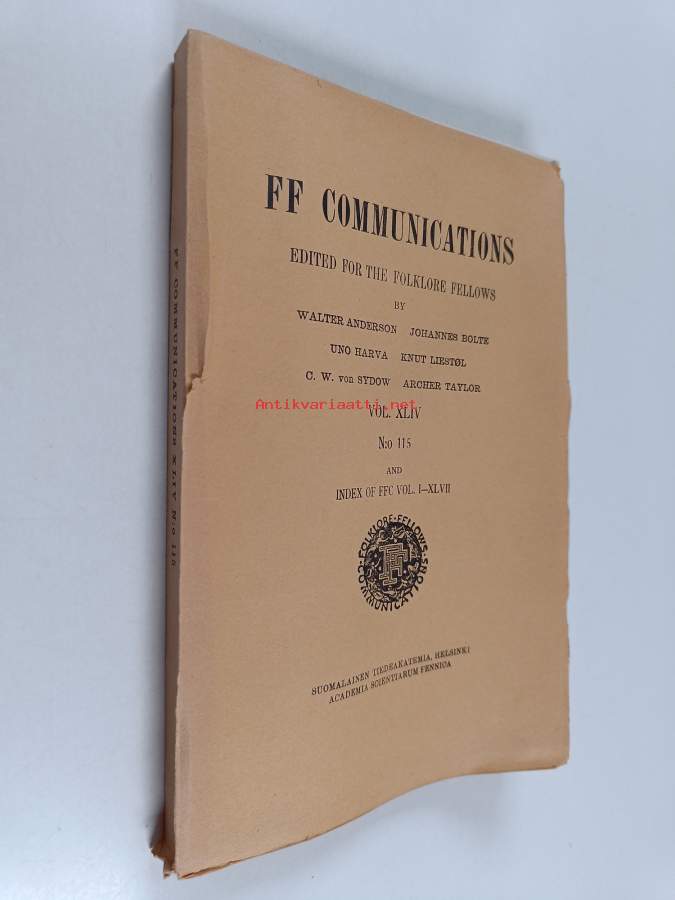 FF COMMUNICATIONS
EDITED FOR THE FOLKLORE FELLOWS
BY
WALTER ANDERSON JOHANNES BOLTE
UNO HARVA KNUT LIESTØL
C. W. von SYDOW ARCHER TAYLOR
Antikvariaatti.net
VOL. XLIV
N:o 115
AND
INDEX OF FFC VOL. I—XLVII
FOLKLORE·FELLOWS·COMMUNICATIONS
FF
SUOMALAINEN TIEDEAKATEMIA, HELSINKI
ACADEMIA SCIENTIARUM FENNICA
FF COMMUNICATIONS XLIV N:o 115